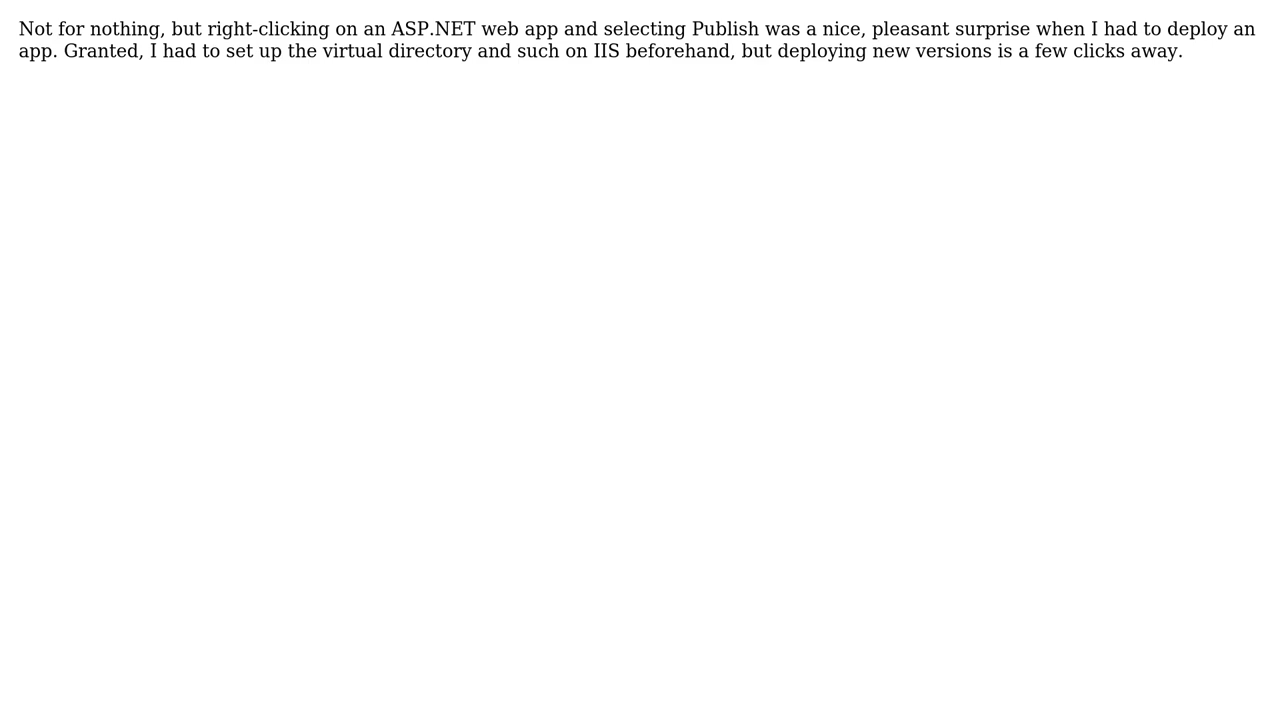 Not for nothing, but right-clicking on an ASP.NET web app and selecting Publish was a nice, pleasant surprise when I had to deploy an
app. Granted, I had to set up the virtual directory and such on IIS beforehand, but deploying new versions is a few clicks away.